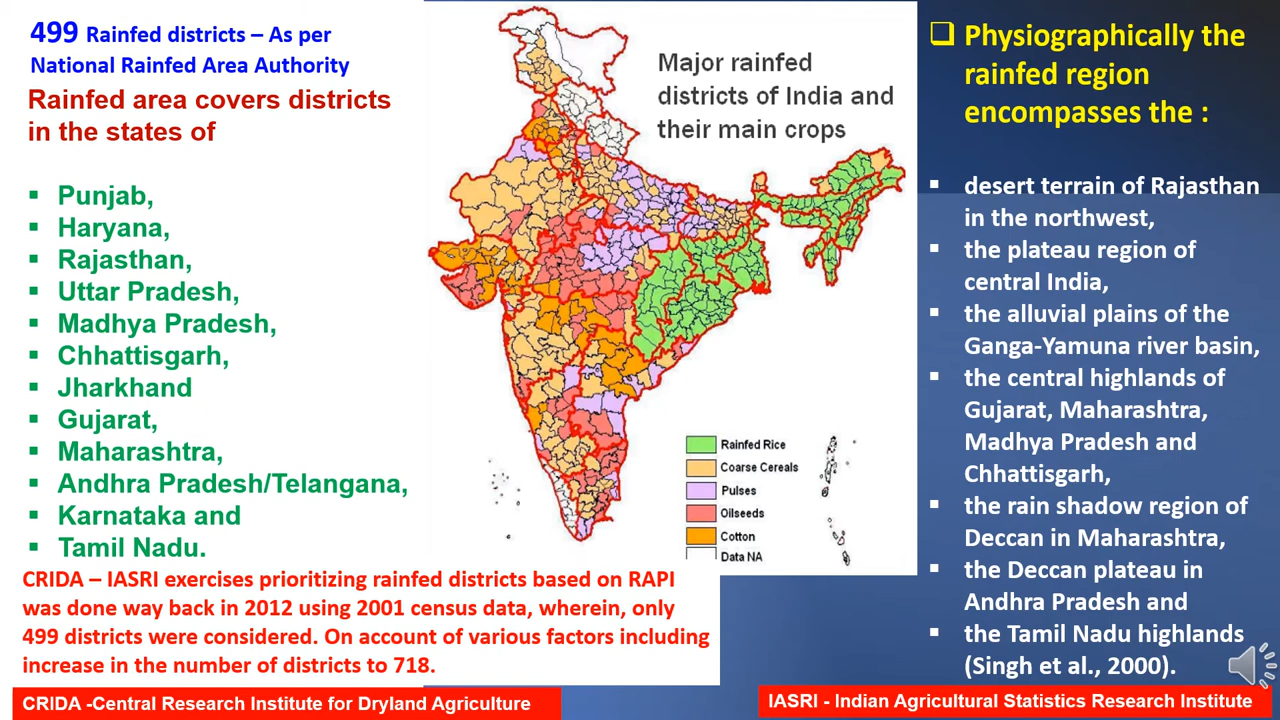 499 Rainfed districts – As per
National Rainfed Area Authority
Rainfed area covers districts
in the states of
▪ Punjab,
▪ Haryana,
▪ Rajasthan,
▪ Uttar Pradesh,
▪ Madhya Pradesh,
▪ Chhattisgarh,
▪ Jharkhand
▪ Gujarat,
▪ Maharashtra,
▪ Andhra Pradesh/Telangana,
▪ Karnataka and
▪ Tamil Nadu.
CRIDA – IASRI exercises prioritizing rainfed districts based on RAPI
was done way back in 2012 using 2001 census data, wherein, only
499 districts were considered. On account of various factors including
increase in the number of districts to 718.
CRIDA -Central Research Institute for Dryland Agriculture
Major rainfed
districts of India and
their main crops
Rainfed Rice
Coarse Cereals
Pulses
Oilseeds
Cotton
Data NA
❑ Physiographically the
rainfed region
encompasses the :
▪ desert terrain of Rajasthan
in the northwest,
▪ the plateau region of
central India,
▪ the alluvial plains of the
Ganga-Yamuna river basin,
▪ the central highlands of
Gujarat, Maharashtra,
Madhya Pradesh and
Chhattisgarh,
▪ the rain shadow region of
Deccan in Maharashtra,
▪ the Deccan plateau in
Andhra Pradesh and
▪ the Tamil Nadu highlands
(Singh et al., 2000).
IASRI - Indian Agricultural Statistics Research Institute